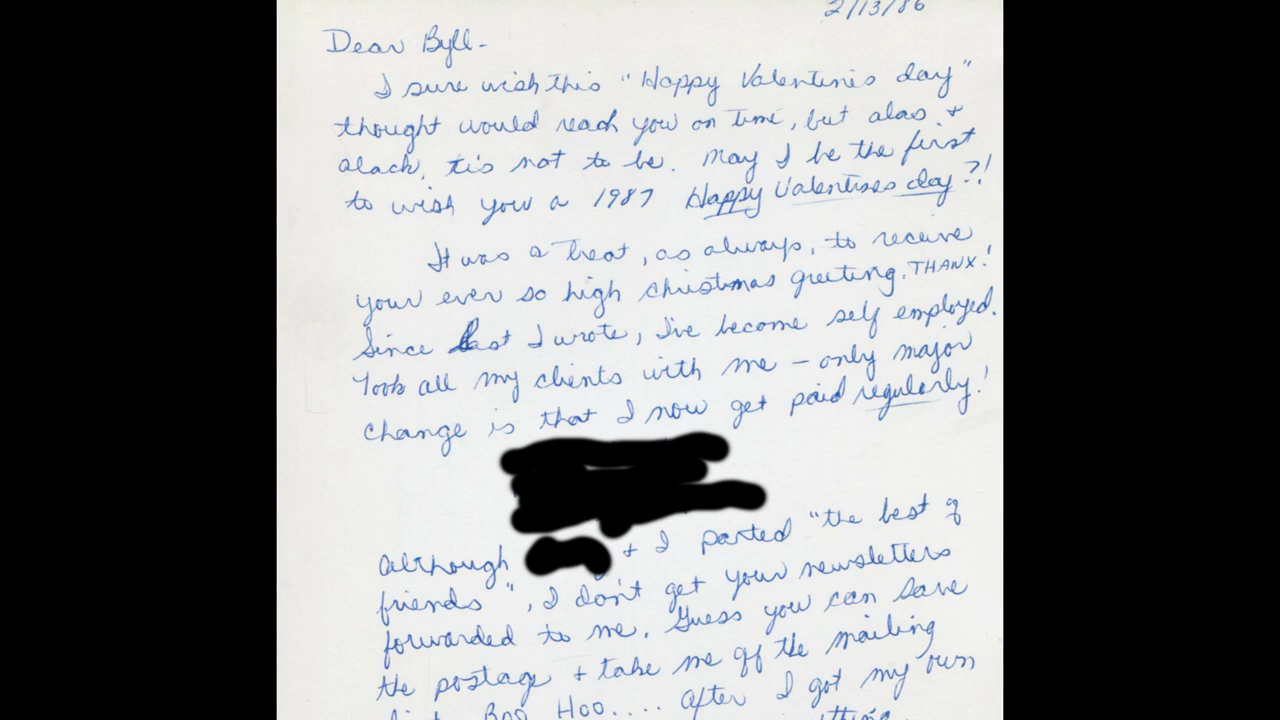 2/13/86
Dear Byll-
I sure wish this "Happy Valentinis day"
thought would reach you on time, but alas &
alack, tis not to be. May I be the first
to wish you a 1987 Happy Valentines day?!
It was a treat, as always, to receive
your ever so high christmas greeting. THANX!
Since last I wrote, I've become self employed.
Took all my clients with me - only major
change is that I now get paid regularly!
Although + I parted "the best of
friends", I don't get your newsletters
forwarded to me. Guess you can save
the postage + take me off the mailing
Boo Hoo.... After I got my own